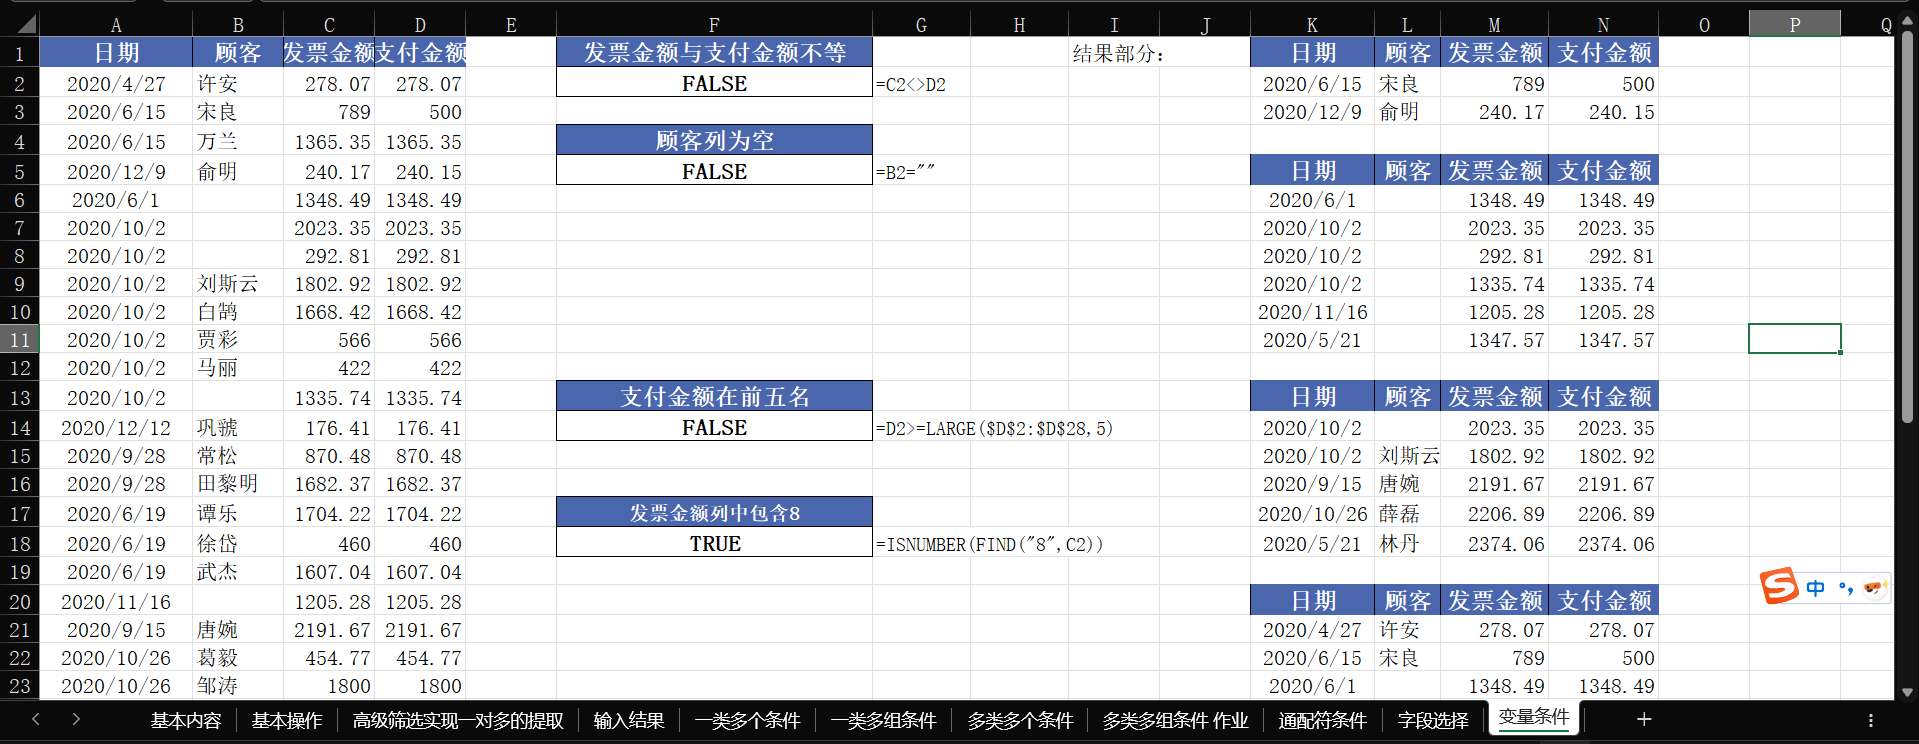 A B C D E F G H I J K L M N O P Q
1 日期 顾客 发票金额 支付金额 发票金额与支付金额不等 结果部分: 日期 顾客 发票金额 支付金额
2 2020/4/27 许安 278.07 278.07 FALSE =C2<>D2 2020/6/15 宋良 789 500
3 2020/6/15 宋良 789 500 2020/12/9 俞明 240.17 240.15
4 2020/6/15 万兰 1365.35 1365.35 顾客列为空
5 2020/12/9 俞明 240.17 240.15 FALSE =B2="" 日期 顾客 发票金额 支付金额
6 2020/6/1 1348.49 1348.49 2020/6/1 1348.49 1348.49
7 2020/10/2 2023.35 2023.35 2020/10/2 2023.35 2023.35
8 2020/10/2 292.81 292.81 2020/10/2 292.81 292.81
9 2020/10/2 刘斯云 1802.92 1802.92 2020/10/2 1335.74 1335.74
10 2020/10/2 白鹄 1668.42 1668.42 2020/11/16 1205.28 1205.28
11 2020/10/2 贾彩 566 566 2020/5/21 1347.57 1347.57
12 2020/10/2 马丽 422 422
13 2020/10/2 1335.74 1335.74 支付金额在前五名 日期 顾客 发票金额 支付金额
14 2020/12/12 巩虢 176.41 176.41 FALSE =D2>=LARGE($D$2:$D$28,5) 2020/10/2 2023.35 2023.35
15 2020/9/28 常松 870.48 870.48 2020/10/2 刘斯云 1802.92 1802.92
16 2020/9/28 田黎明 1682.37 1682.37 2020/9/15 唐婉 2191.67 2191.67
17 2020/6/19 谭乐 1704.22 1704.22 发票金额列中包含8 2020/10/26 薛磊 2206.89 2206.89
18 2020/6/19 徐岱 460 460 TRUE =ISNUMBER(FIND("8",C2)) 2020/5/21 林丹 2374.06 2374.06
19 2020/6/19 武杰 1607.04 1607.04
20 2020/11/16 1205.28 1205.28 日期 顾客 发票金额 支付金额
21 2020/9/15 唐婉 2191.67 2191.67 2020/4/27 许安 278.07 278.07
22 2020/10/26 葛毅 454.77 454.77 2020/6/15 宋良 789 500
23 2020/10/26 邹涛 1800 1800 2020/6/1 1348.49 1348.49
S 中
基本内容 基本操作 高级筛选实现一对多的提取 输入结果 一类多个条件 一类多组条件 多类多个条件 多类多组条件 作业 通配符条件 字段选择 变量条件